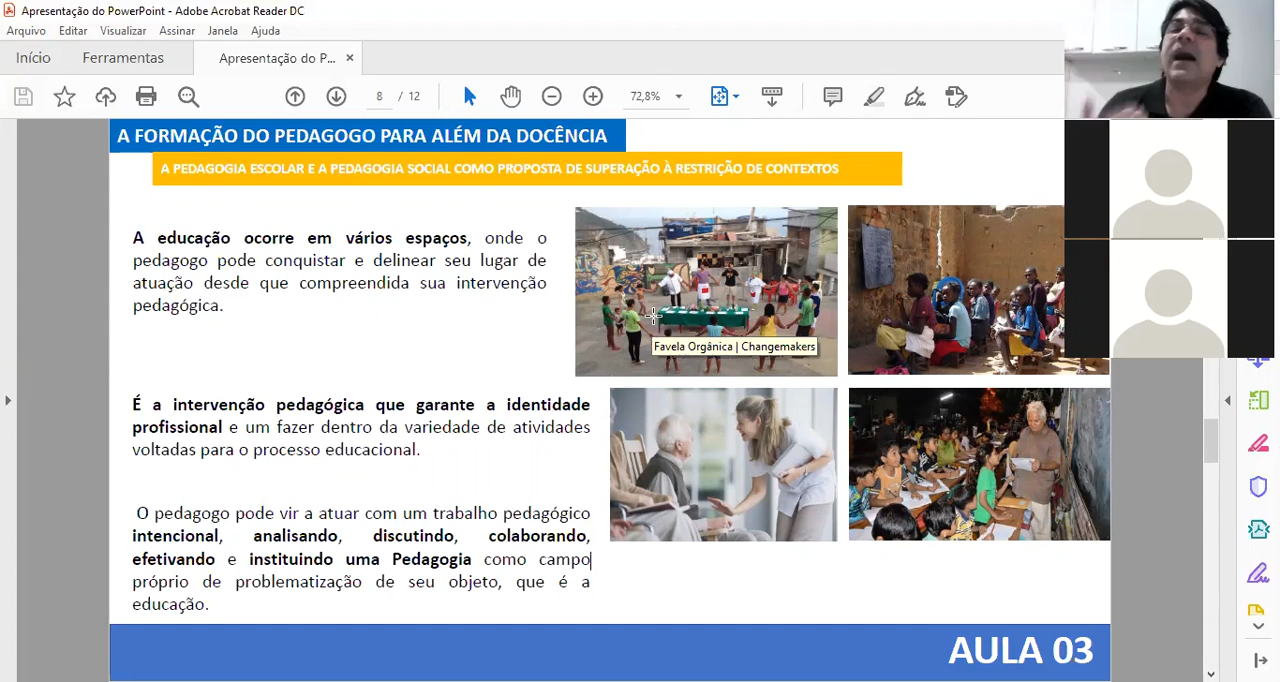 Apresentação do PowerPoint - Adobe Acrobat Reader DC
Arquivo Editar Visualizar Assinar Janela Ajuda
Início Ferramentas Apresentação do P... ×
8 / 12 72,8%
A FORMAÇÃO DO PEDAGOGO PARA ALÉM DA DOCÊNCIA
A PEDAGOGIA ESCOLAR E A PEDAGOGIA SOCIAL COMO PROPOSTA DE SUPERAÇÃO À RESTRIÇÃO DE CONTEXTOS
A educação ocorre em vários espaços, onde o
pedagogo pode conquistar e delinear seu lugar de
atuação desde que compreendida sua intervenção
pedagógica.
Favela Orgânica | Changemakers
É a intervenção pedagógica que garante a identidade
profissional e um fazer dentro da variedade de atividades
voltadas para o processo educacional.
O pedagogo pode vir a atuar com um trabalho pedagógico
intencional, analisando, discutindo, colaborando,
efetivando e instituindo uma Pedagogia como campo
próprio de problematização de seu objeto, que é a
educação.
AULA 03